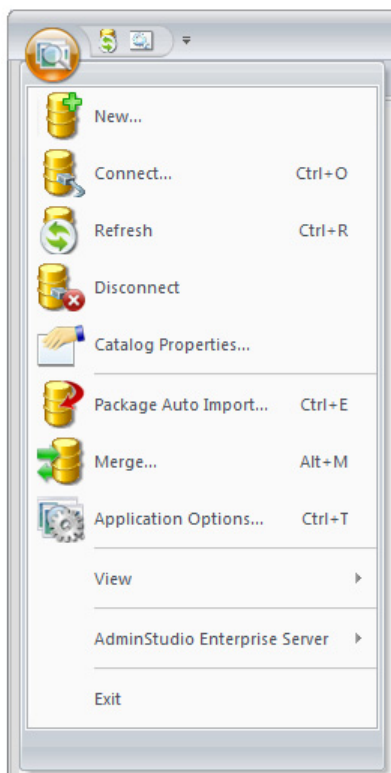 New...
Connect... Ctrl+O
Refresh Ctrl+R
Disconnect
Catalog Properties...
Package Auto Import... Ctrl+E
Merge... Alt+M
Application Options... Ctrl+T
View
AdminStudio Enterprise Server
Exit